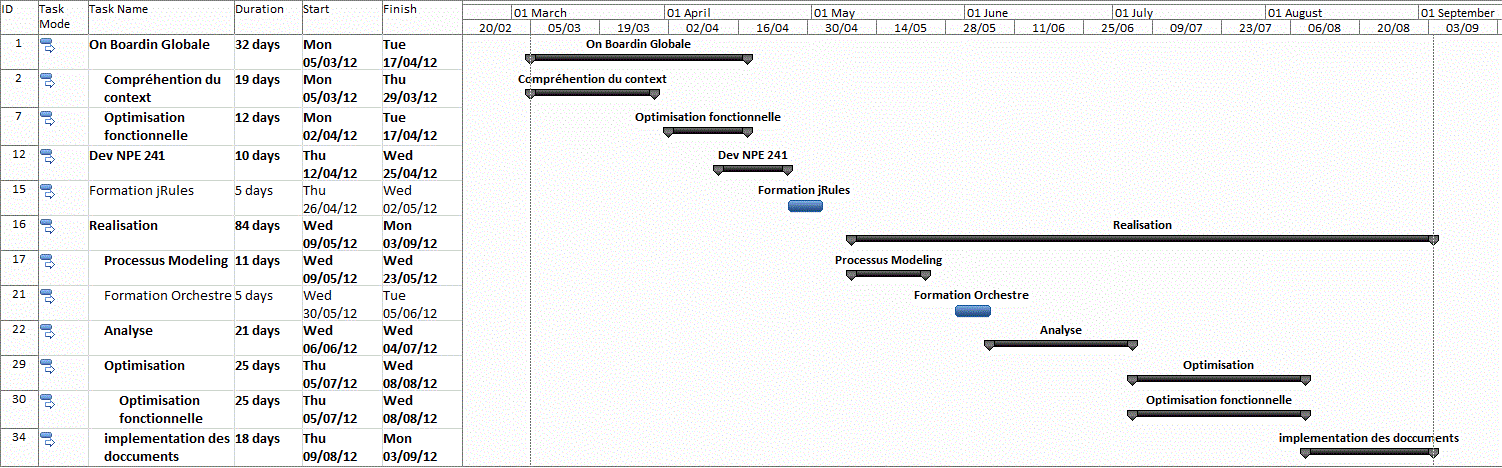 ID Task Mode Task Name Duration Start Finish
01 March 01 April 01 May 01 June 01 July 01 August 01 September
20/02 05/03 19/03 02/04 16/04 30/04 14/05 28/05 11/06 25/06 09/07 23/07 06/08 20/08 03/09
1 On Boardin Globale 32 days Mon 05/03/12 Tue 17/04/12
On Boardin Globale
2 Compréhention du context 19 days Mon 05/03/12 Thu 29/03/12
Compréhention du context
7 Optimisation fonctionnelle 12 days Mon 02/04/12 Tue 17/04/12
Optimisation fonctionnelle
12 Dev NPE 241 10 days Thu 12/04/12 Wed 25/04/12
Dev NPE 241
15 Formation jRules 5 days Thu 26/04/12 Wed 02/05/12
Formation jRules
16 Realisation 84 days Wed 09/05/12 Mon 03/09/12
Realisation
17 Processus Modeling 11 days Wed 09/05/12 Wed 23/05/12
Processus Modeling
21 Formation Orchestre 5 days Wed 30/05/12 Tue 05/06/12
Formation Orchestre
22 Analyse 21 days Wed 06/06/12 Wed 04/07/12
Analyse
29 Optimisation 25 days Thu 05/07/12 Wed 08/08/12
Optimisation
30 Optimisation fonctionnelle 25 days Thu 05/07/12 Wed 08/08/12
Optimisation fonctionnelle
34 implementation des doccuments 18 days Thu 09/08/12 Mon 03/09/12
implementation des doccuments